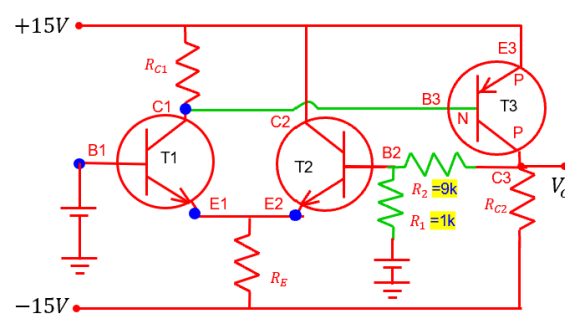 +15V
E3
R_C1
P
C1
B3
T3
C2
N
B1
P
T1
T2
B2
C3
R_2 =9k
V_o
E1
E2
R_C2
R_1 =1k
R_E
−15V